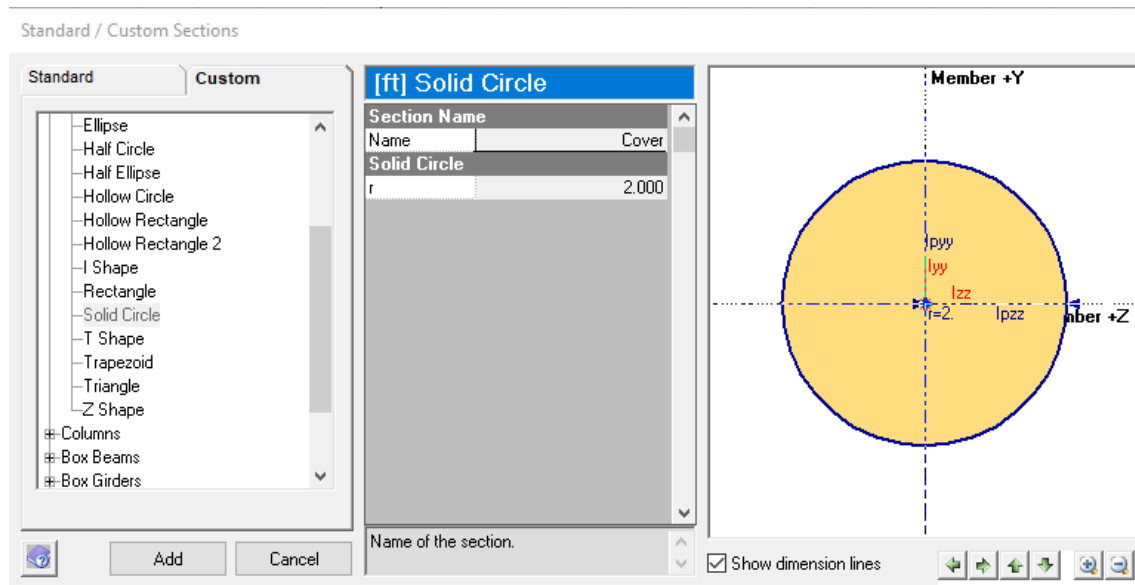 Standard / Custom Sections
Standard
Custom
Ellipse
Half Circle
Half Ellipse
Hollow Circle
Hollow Rectangle
Hollow Rectangle 2
I Shape
Rectangle
Solid Circle
T Shape
Trapezoid
Triangle
Z Shape
Columns
Box Beams
Box Girders
Add
Cancel
[ft] Solid Circle
Section Name
Name Cover
Solid Circle
r 2.000
Name of the section.
Member +Y
Ipyy
Iyy
Izz
r=2.
Ipzz
nber +Z
Show dimension lines